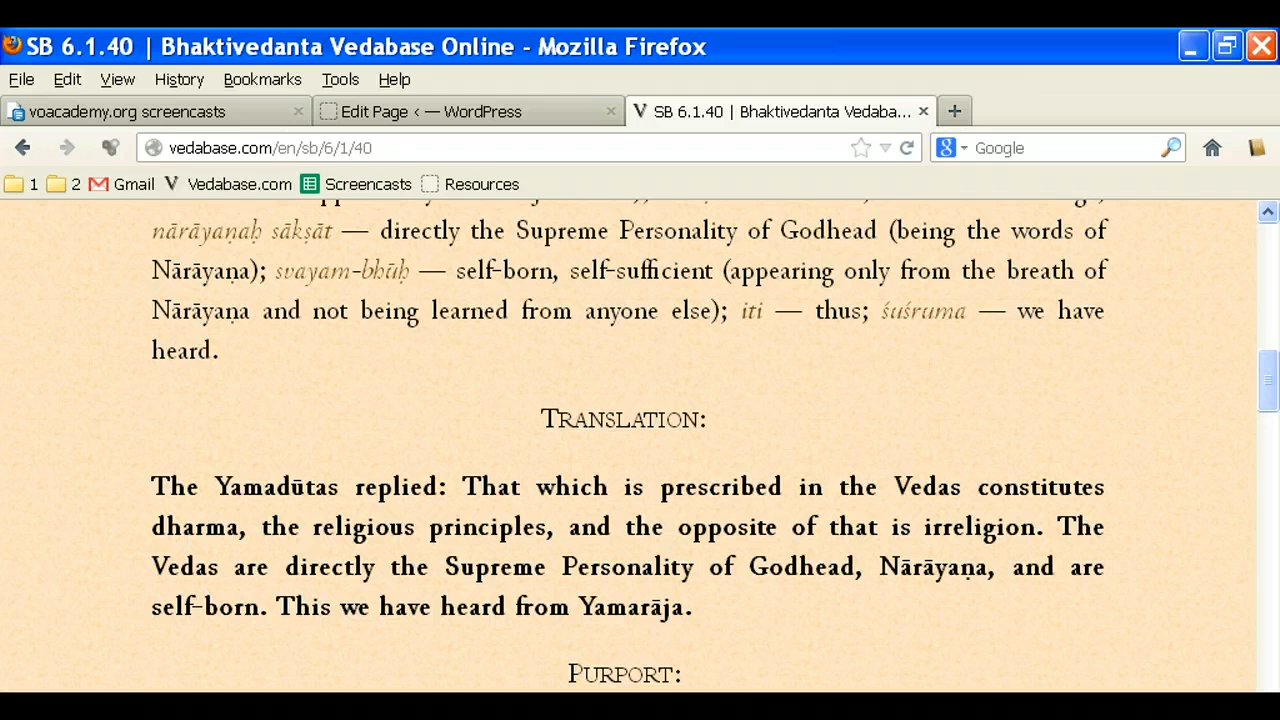 SB 6.1.40 | Bhaktivedanta Vedabase Online - Mozilla Firefox
File Edit View History Bookmarks Tools Help
voacademy.org screencasts Edit Page < — WordPress V SB 6.1.40 | Bhaktivedanta Vedaba...
vedabase.com/en/sb/6/1/40 8 Google
1 2 Gmail V Vedabase.com Screencasts Resources
nārāyaṇaḥ sākṣāt — directly the Supreme Personality of Godhead (being the words of
Nārāyaṇa); svayam-bhūḥ — self-born, self-sufficient (appearing only from the breath of
Nārāyaṇa and not being learned from anyone else); iti — thus; śuśruma — we have
heard.
TRANSLATION:
The Yamadūtas replied: That which is prescribed in the Vedas constitutes
dharma, the religious principles, and the opposite of that is irreligion. The
Vedas are directly the Supreme Personality of Godhead, Nārāyaṇa, and are
self-born. This we have heard from Yamarāja.
PURPORT: